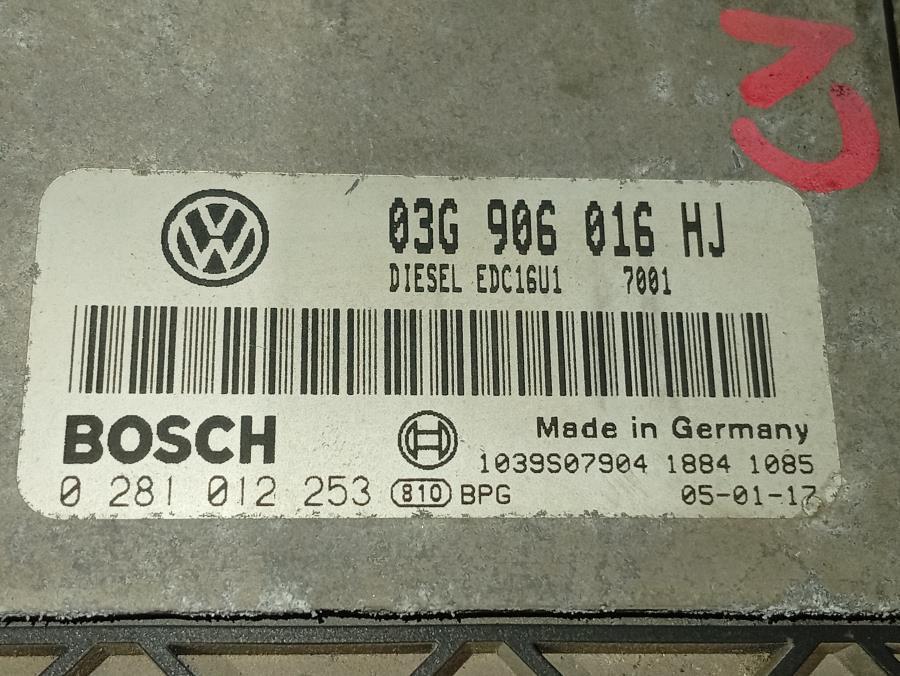 03G 906 016 HJ
DIESEL EDC16U1 7001
BOSCH
Made in Germany
1039S07904 1884 1085
0 281 012 253 810 BPG
05-01-17